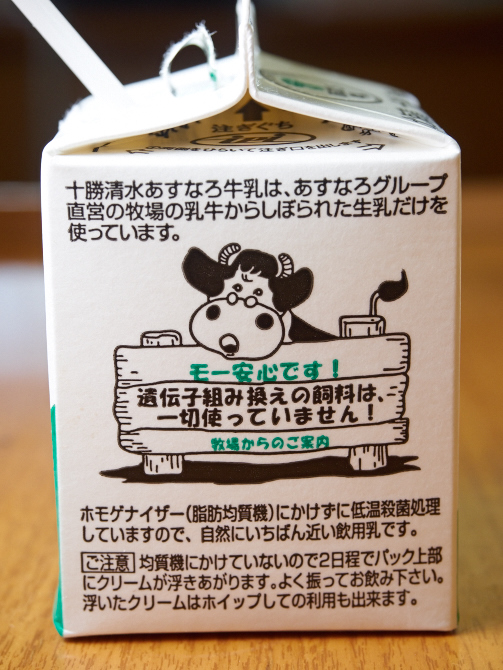 注ぎぐち
十勝清水あすなろ牛乳は、あすなろグループ
直営の牧場の乳牛からしぼられた生乳だけを
使っています。
モー安心です！
遺伝子組み換えの飼料は、
一切使っていません！
牧場からのご案内
ホモゲナイザー(脂肪均質機)にかけずに低温殺菌処理
していますので、自然にいちばん近い飲用乳です。
ご注意 均質機にかけていないので2日程でパック上部
にクリームが浮きあがります。よく振ってお飲み下さい。
浮いたクリームはホイップしての利用も出来ます。